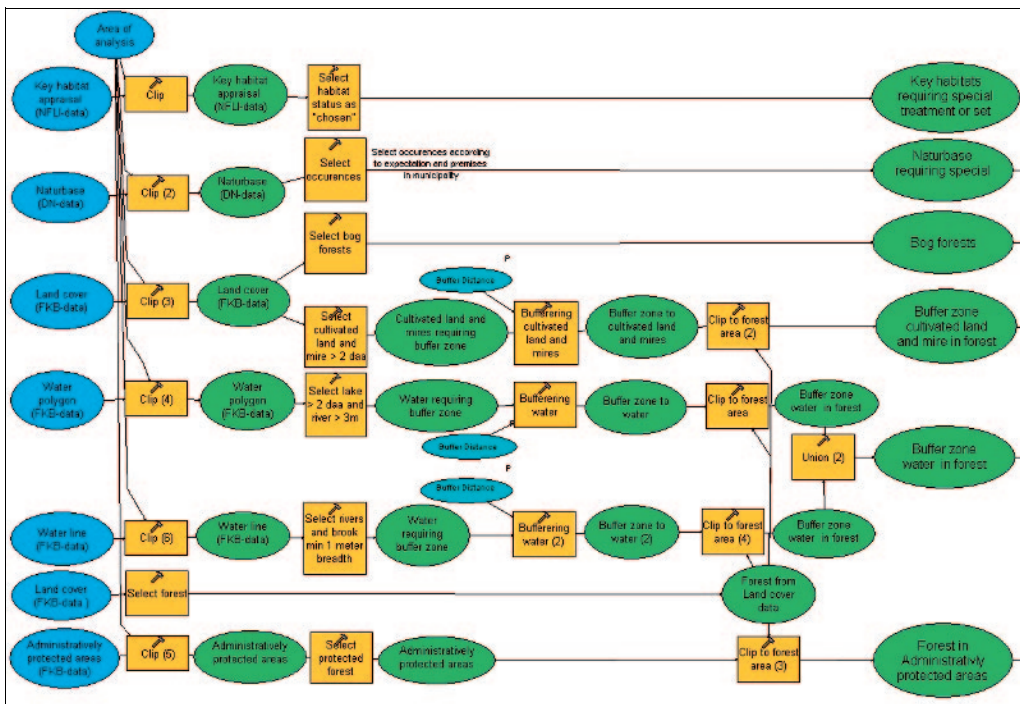 Area of
analysis
Key habitat
appraisal
(NFU-data)
Clip
Key habitat
appraisal
(NFU-data)
Select
habitat
status as
"chosen"
Key habitats
requiring special
treatment or set
Naturbase
(DN-data)
Clip (2)
Naturbase
(DN-data)
Select
occurences
Select occurences according
to expectation and premises
in municipality
Naturbase
requiring special
Select bog
forests
Bog forests
Land cover
(FKB-data)
Clip (3)
Land cover
(FKB-data)
Select
cultivated
land and
mire > 2 daa
Cultivated land and
mires requiring
buffer zone
P
Buffer Distance
Bufferering
cultivated
land and
mires
Buffer zone to
cultivated land
and mires
Clip to forest
area (2)
Buffer zone
cultivated land
and mire in forest
Water
polygon
(FKB-data)
Clip (4)
Water
polygon
(FKB-data)
Select lake
> 2 daa and
river > 3m
Water requiring
buffer zone
Buffer Distance
P
Bufferering
water
Buffer zone to
water
Clip to forest
area
Buffer zone
water in forest
Union (2)
Buffer zone
water in forest
Water line
(FKB-data)
Clip (6)
Water line
(FKB-data)
Select rivers
and brook
min 1 meter
breadth
Water
requiring
buffer zone
P
Buffer Distance
Bufferering
water (2)
Buffer zone to
water (2)
Clip to forest
area (4)
Buffer zone
water in forest
Land cover
(FKB-data )
Select forest
Forest from
Land cover
data
Administratively
protected areas
(FKB-data)
Clip (5)
Administratively
protected areas
Select
protected
forest
Administratively
protected areas
Clip to forest
area (3)
Forest in
Administrativly
protected areas